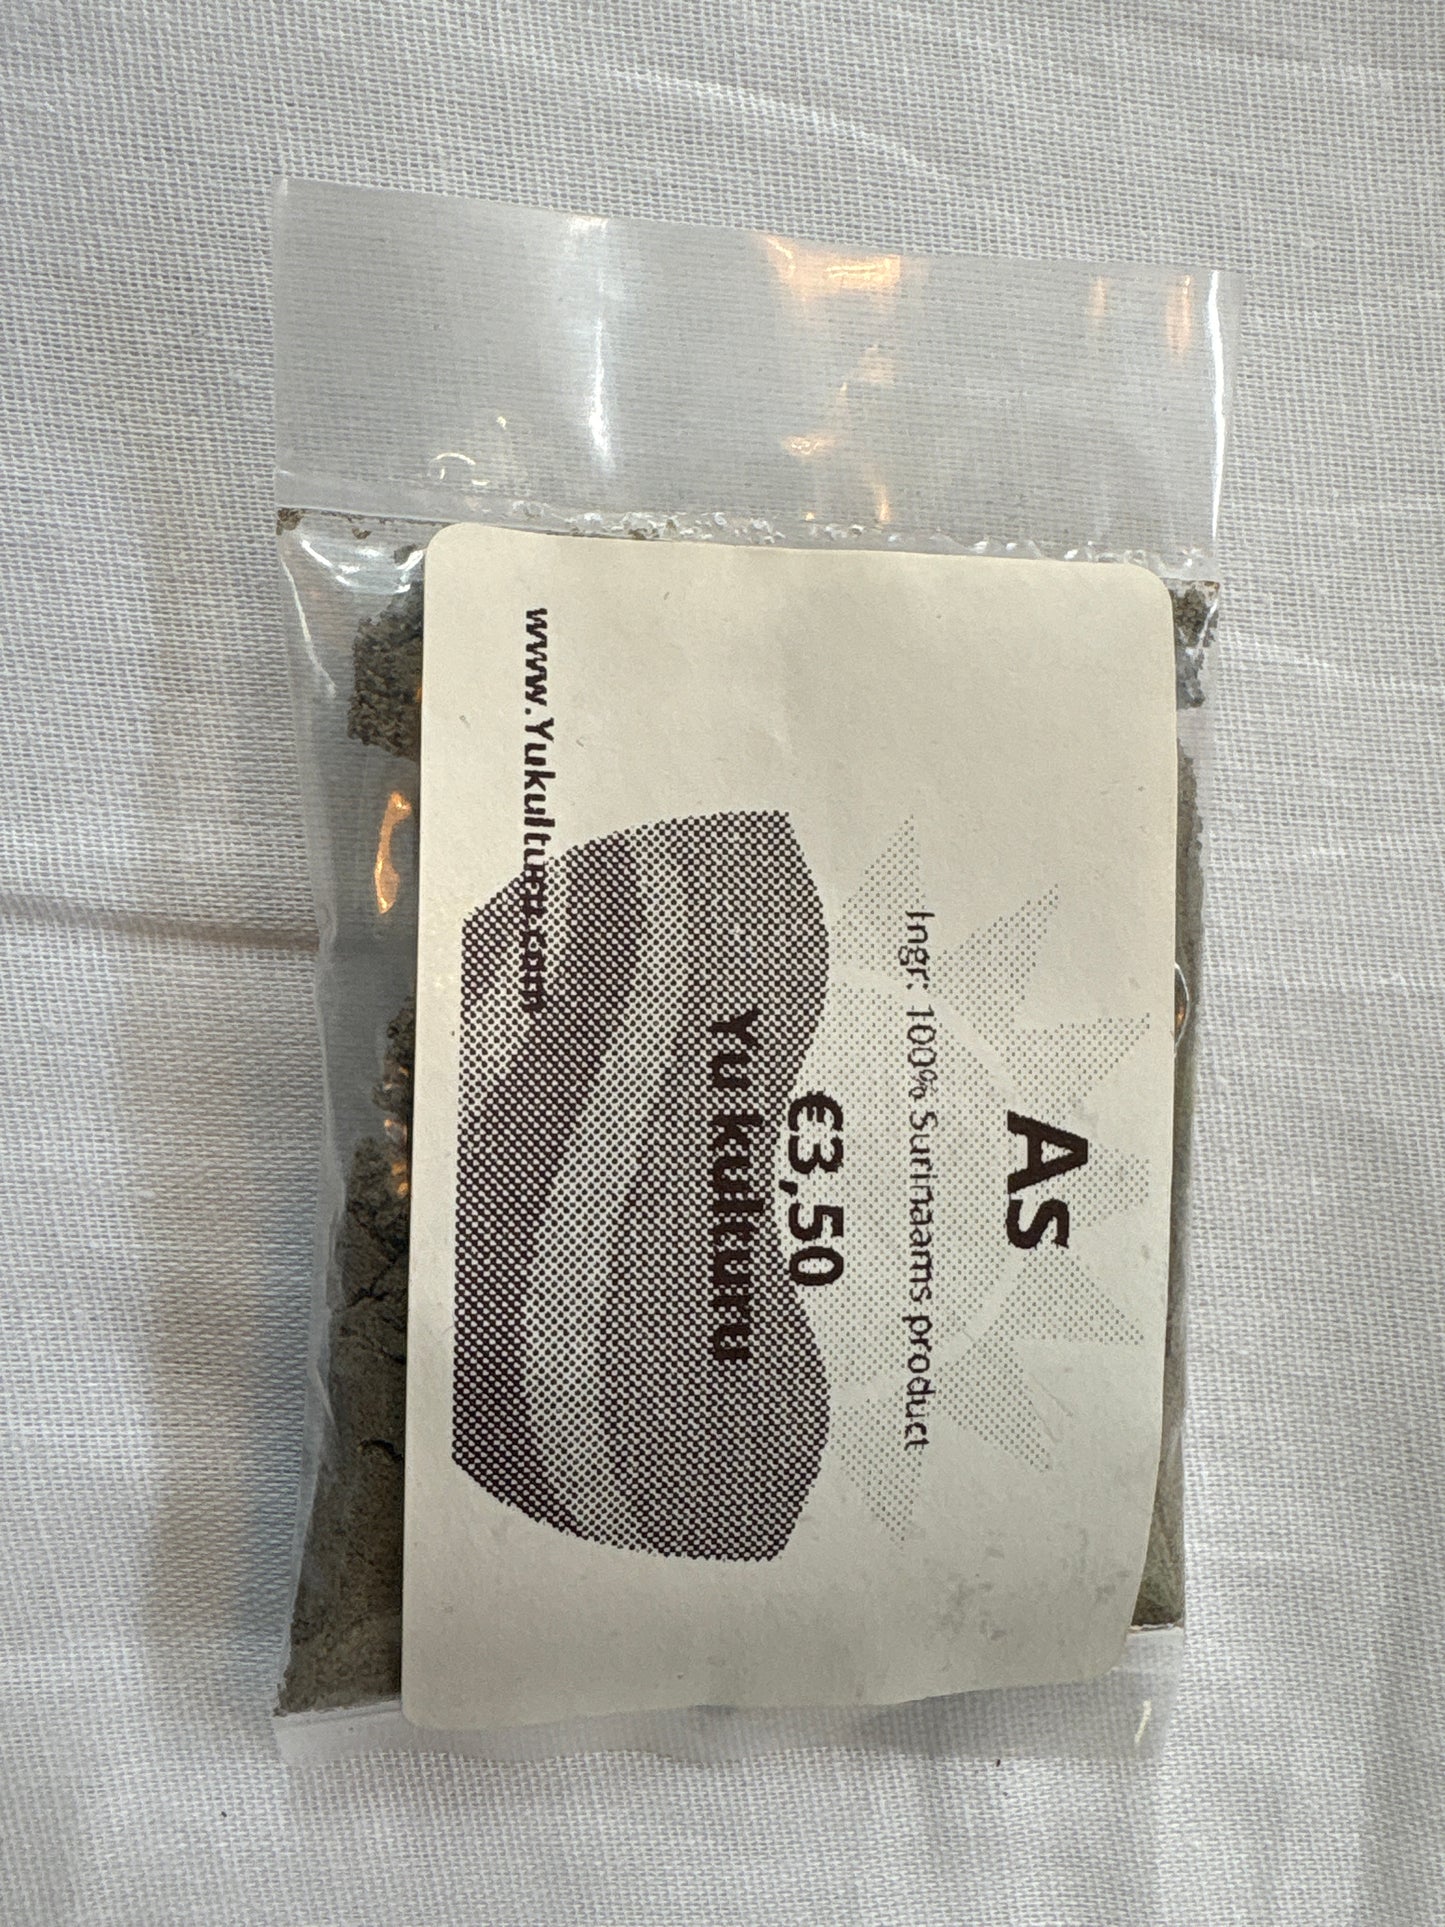 As
Ingr: 100% Surinaams product
€3,50
Yu kulturu
www.Yukulturu.com